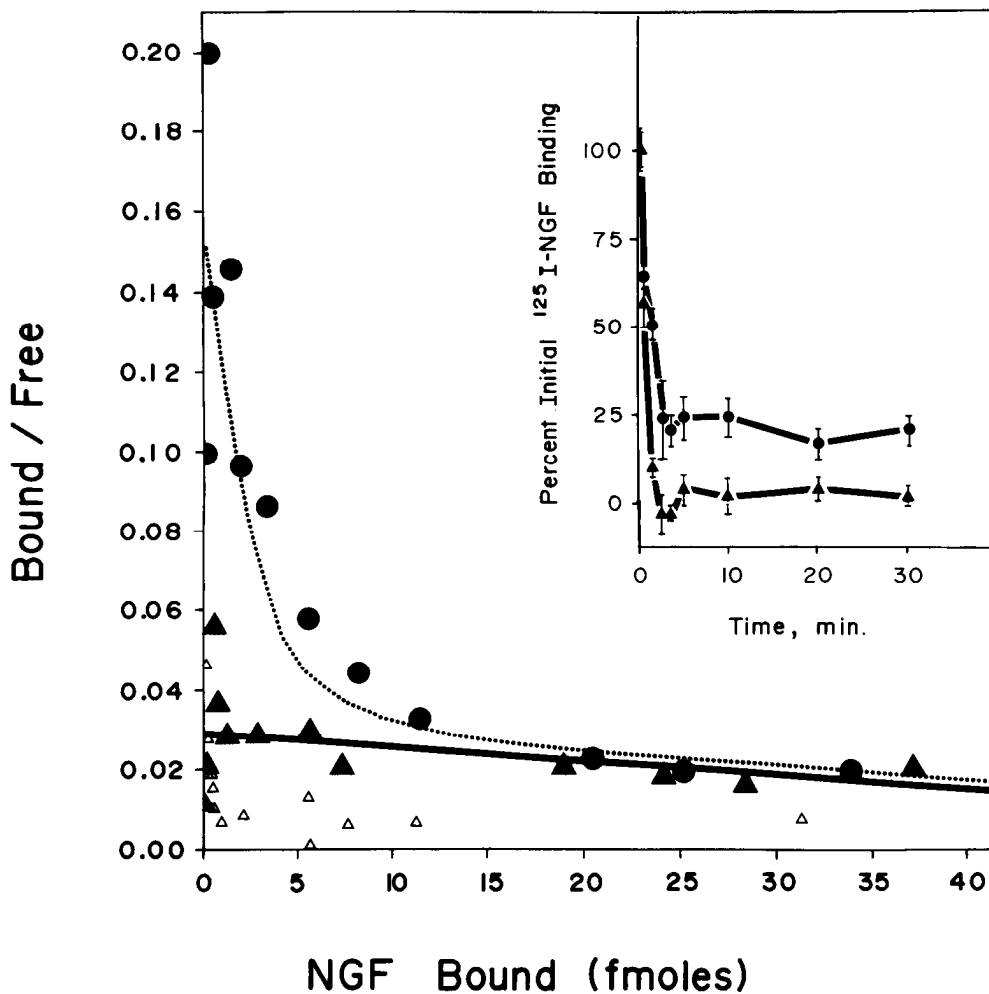 Bound / Free
0.20
0.18
0.16
0.14
0.12
0.10
0.08
0.06
0.04
0.02
0.00
0 5 10 15 20 25 30 35 40
NGF Bound (fmoles)
Percent Initial ¹²⁵I-NGF Binding
100
75
50
25
0
0 10 20 30
Time, min.